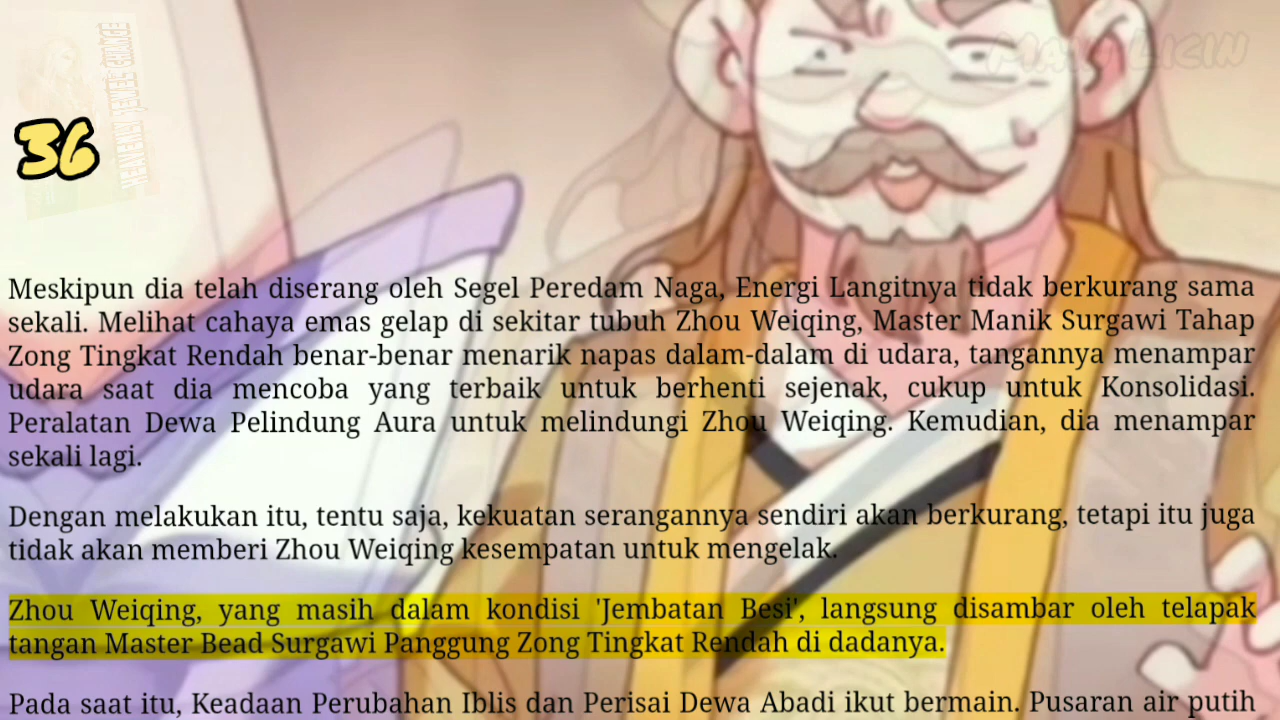 HEAVENLY JEWEL CHANGE
36
Meskipun dia telah diserang oleh Segel Peredam Naga, Energi Langitnya tidak berkurang sama
sekali. Melihat cahaya emas gelap di sekitar tubuh Zhou Weiqing, Master Manik Surgawi Tahap
Zong Tingkat Rendah benar-benar menarik napas dalam-dalam di udara, tangannya menampar
udara saat dia mencoba yang terbaik untuk berhenti sejenak, cukup untuk Konsolidasi.
Peralatan Dewa Pelindung Aura untuk melindungi Zhou Weiqing. Kemudian, dia menampar
sekali lagi.
Dengan melakukan itu, tentu saja, kekuatan serangannya sendiri akan berkurang, tetapi itu juga
tidak akan memberi Zhou Weiqing kesempatan untuk mengelak.
Zhou Weiqing, yang masih dalam kondisi 'Jembatan Besi', langsung disambar oleh telapak
tangan Master Bead Surgawi Panggung Zong Tingkat Rendah di dadanya.
Pada saat itu, Keadaan Perubahan Iblis dan Perisai Dewa Abadi ikut bermain. Pusaran air putih